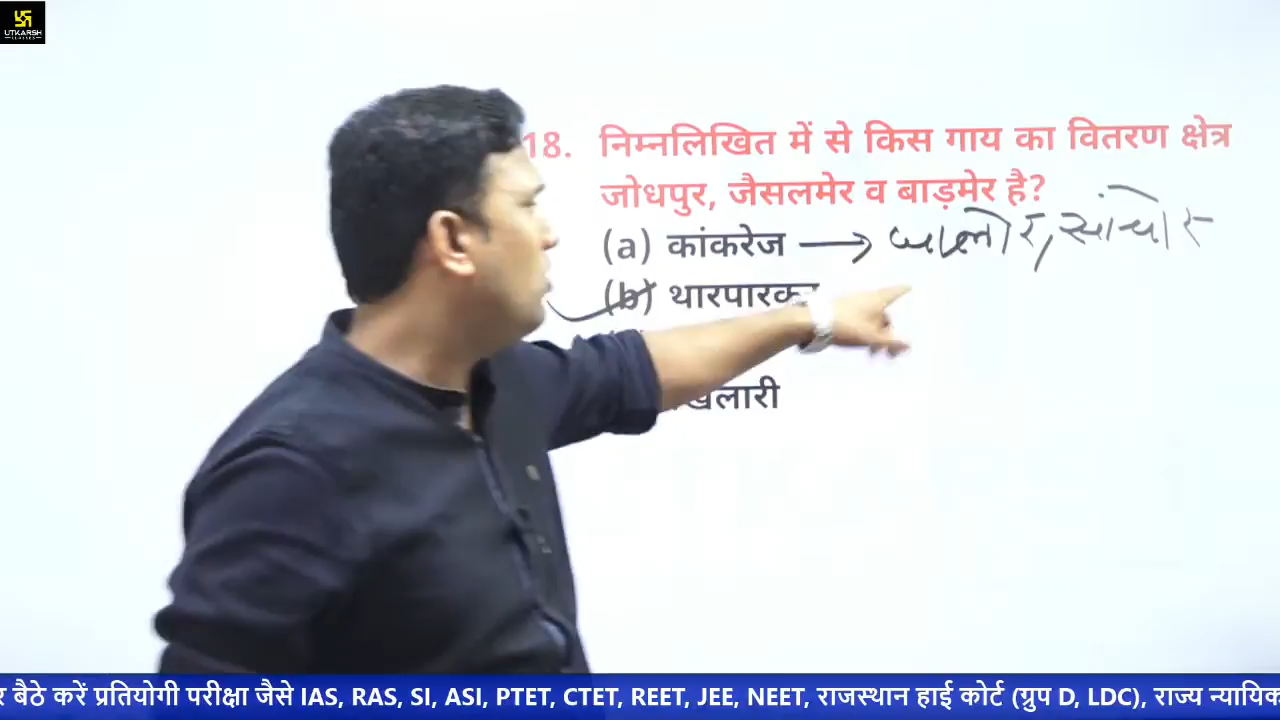 UTKARSH
CLASSES
18. निम्नलिखित में से किस गाय का वितरण क्षेत्र
जोधपुर, जैसलमेर व बाड़मेर है?
(a) कांकरेज → जालोर, सांचोर
(b) थारपारकर
बैठे करें प्रतियोगी परीक्षा जैसे IAS, RAS, SI, ASI, PTET, CTET, REET, JEE, NEET, राजस्थान हाई कोर्ट (ग्रुप D, LDC), राज्य न्यायिक